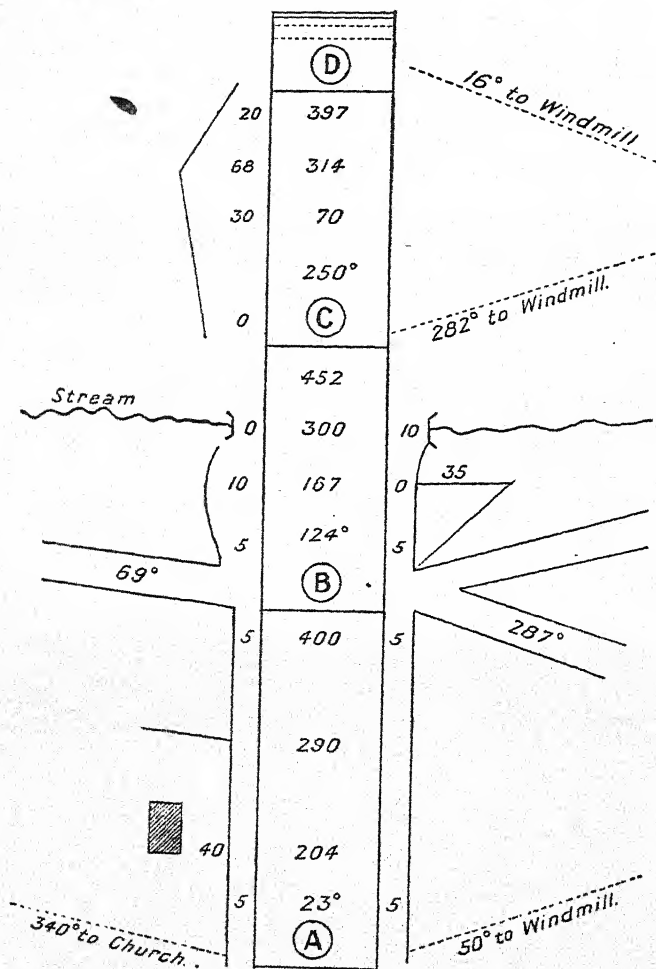 D
16° to Windmill
20 397
68 314
30 70
250°
0 C 282° to Windmill.
452
Stream
0 300 10
10 167 0 35
5 124° 5
69° B
5 400 5 287°
290
40 204
5 23° 5
340° to Church. A 50° to Windmill.